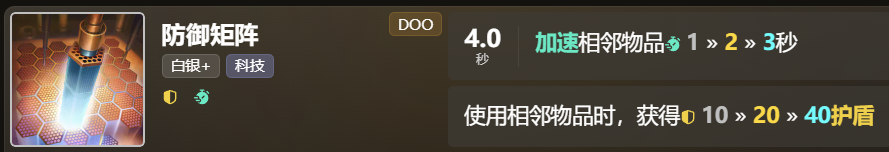 防御矩阵
DOO
白银+
科技
4.0
秒
加速相邻物品 1 » 2 » 3秒
使用相邻物品时，获得 10 » 20 » 40护盾